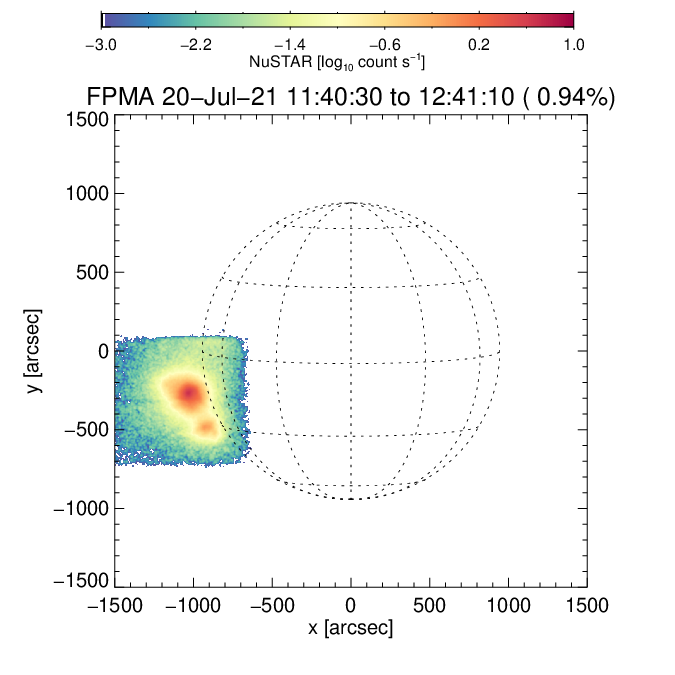 −3.0 −2.2 −1.4 −0.6 0.2 1.0
NuSTAR [log₁₀ count s⁻¹]
FPMA 20−Jul−21 11:40:30 to 12:41:10 ( 0.94%)
1500
1000
500
0
−500
−1000
−1500
y [arcsec]
−1500 −1000 −500 0 500 1000 1500
x [arcsec]